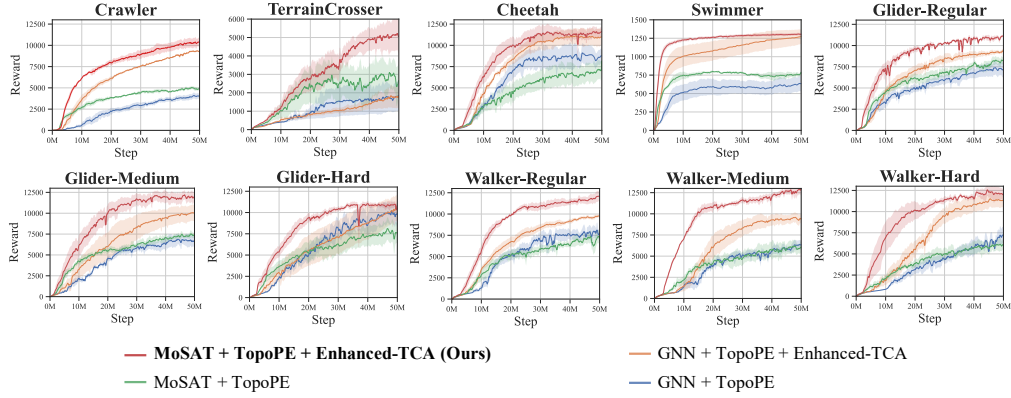 Crawler
TerrainCrosser
Cheetah
Swimmer
Glider-Regular
Reward
12500
10000
7500
5000
2500
0
0M 10M 20M 30M 40M 50M
Step
6000
5000
4000
3000
2000
1000
0
0M 10M 20M 30M 40M 50M
Step
Reward
12500
10000
7500
5000
2500
0
0M 10M 20M 30M 40M 50M
Step
Reward
1500
1250
1000
750
500
250
0
0M 10M 20M 30M 40M 50M
Step
Reward
12500
10000
7500
5000
2500
0
0M 10M 20M 30M 40M 50M
Step
Glider-Medium
Glider-Hard
Walker-Regular
Walker-Medium
Walker-Hard
Reward
12500
10000
7500
5000
2500
0
0M 10M 20M 30M 40M 50M
Step
Reward
12500
10000
7500
5000
2500
0
0M 10M 20M 30M 40M 50M
Step
Reward
12500
10000
7500
5000
2500
0
0M 10M 20M 30M 40M 50M
Step
Reward
12500
10000
7500
5000
2500
0
0M 10M 20M 30M 40M 50M
Step
Reward
12500
10000
7500
5000
2500
0
0M 10M 20M 30M 40M 50M
Step
MoSAT + TopoPE + Enhanced-TCA (Ours)
GNN + TopoPE + Enhanced-TCA
MoSAT + TopoPE
GNN + TopoPE